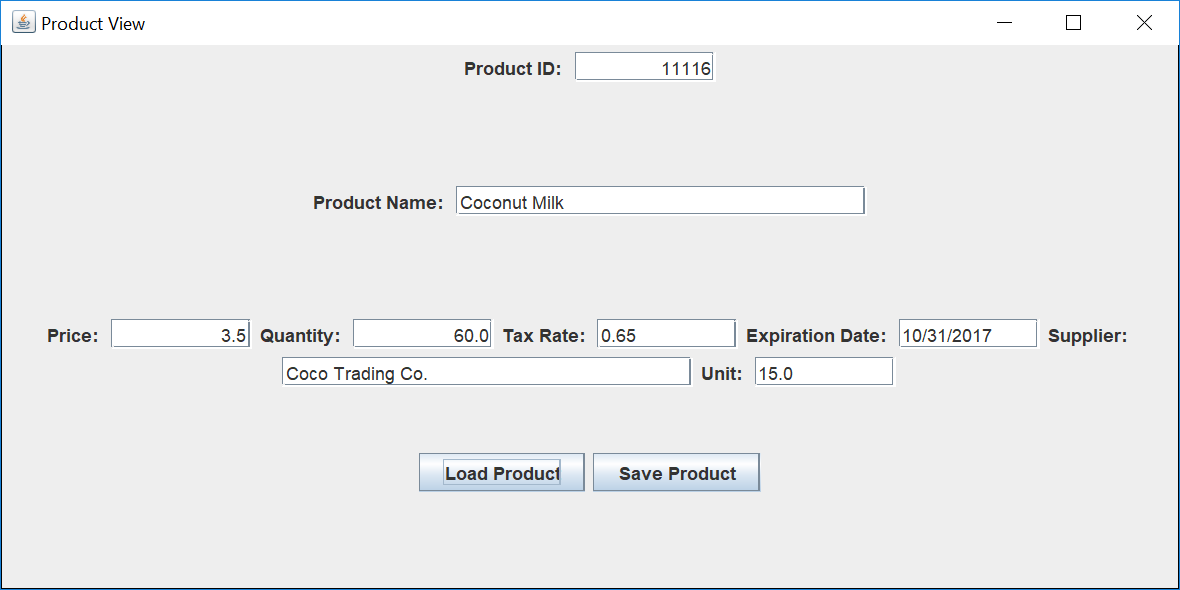 Product View
Product ID: 11116
Product Name: Coconut Milk
Price: 3.5 Quantity: 60.0 Tax Rate: 0.65 Expiration Date: 10/31/2017 Supplier:
Coco Trading Co. Unit: 15.0
Load Product Save Product